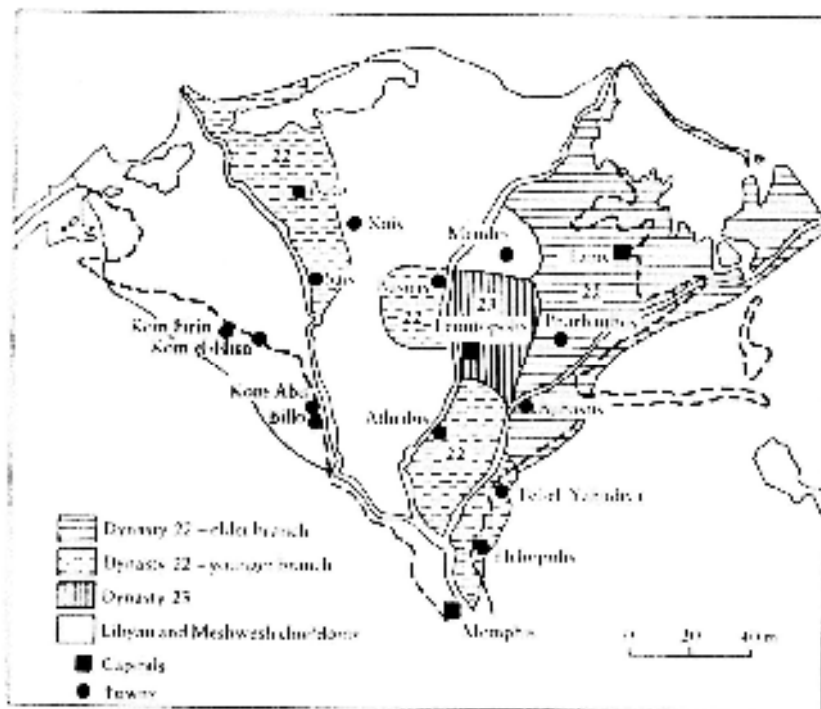 22
Xois
Mendes
Tanis
Sais
22
23
22
Leontopolis
Kom Firin
Kom el-Hisn
Kom Abu
Billo
Athribis
22
Heliopolis
Memphis
Dynasty 22 – elder branch
Dynasty 22 – younger branch
Dynasty 23
Libyan and Meshwesh chiefdoms
Capitals
Towns
0 20 40 m